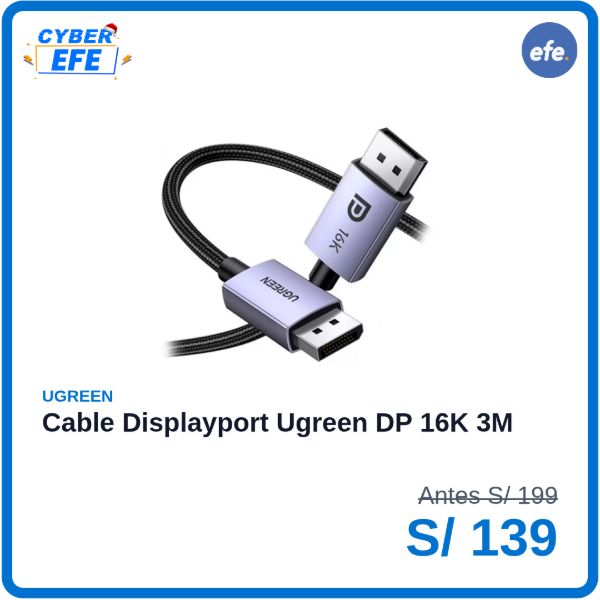 CYBER
EFE
efe.
16K
UGREEN
UGREEN
Cable Displayport Ugreen DP 16K 3M
Antes S/ 199
S/ 139